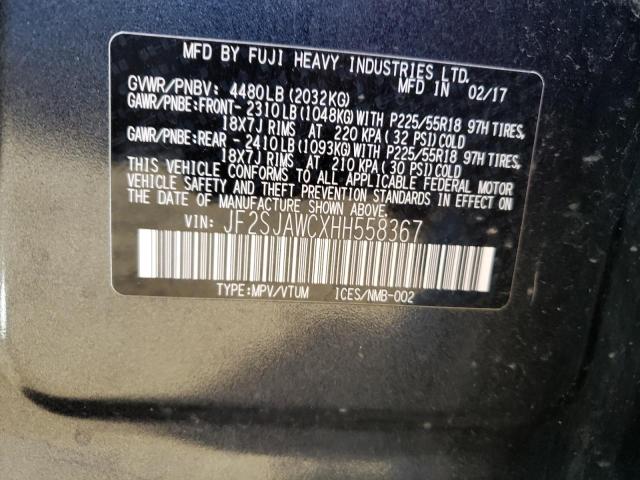 MFD BY FUJI HEAVY INDUSTRIES LTD.
MFD IN 02/17
GVWR/PNBV: 4480LB (2032KG)
GAWR/PNBE:FRONT- 2310LB(1048KG)WITH P225/55R18 97H TIRES,
18X7J RIMS AT 220 KPA(32 PSI)COLD
GAWR/PNBE:REAR - 2410LB(1093KG)WITH P225/55R18 97H TIRES,
18X7J RIMS AT 210 KPA(30 PSI)COLD
THIS VEHICLE CONFORMS TO ALL APPLICABLE FEDERAL MOTOR
VEHICLE SAFETY AND THEFT PREVENTION STANDARDS IN EFFECT ON
THE DATE OF MANUFACTURE SHOWN ABOVE.
VIN: JF2SJAWCXHH558367
TYPE:MPV/VTUM ICES/NMB-002